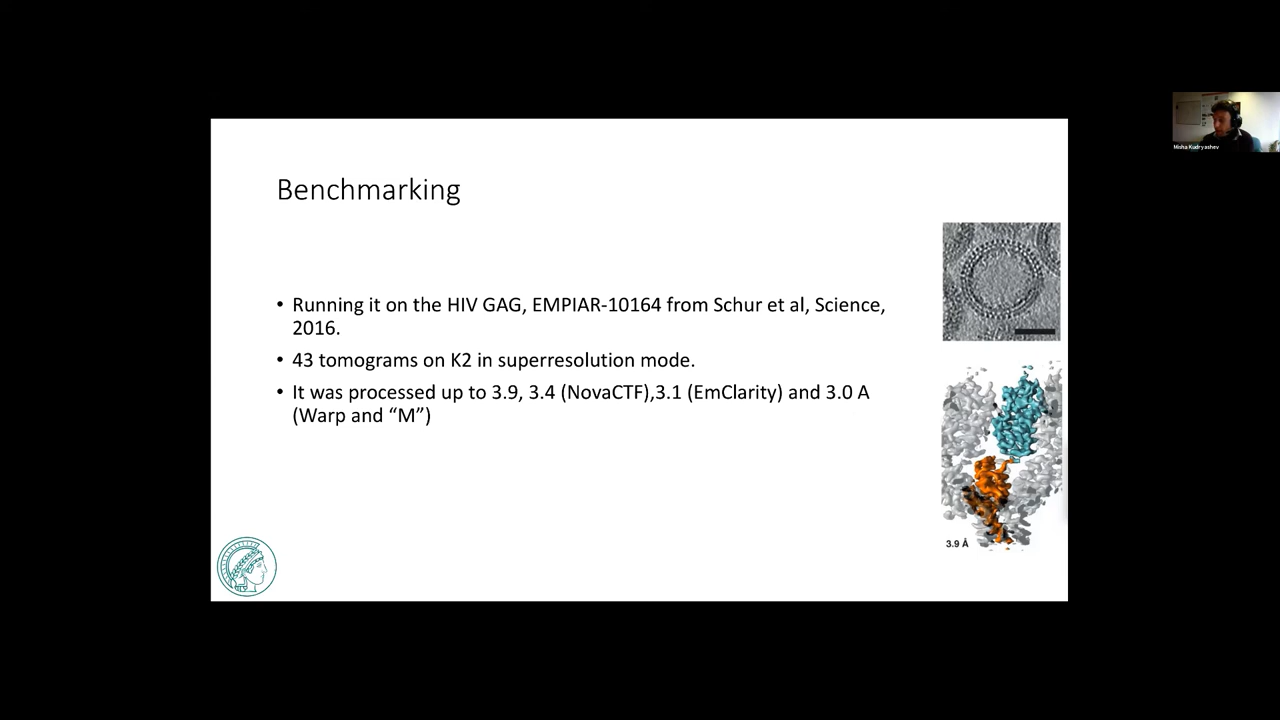 Misha Kudryashev
Benchmarking
• Running it on the HIV GAG, EMPIAR-10164 from Schur et al, Science,
2016.
• 43 tomograms on K2 in superresolution mode.
• It was processed up to 3.9, 3.4 (NovaCTF),3.1 (EmClarity) and 3.0 A
(Warp and “M”)
3.9 Å